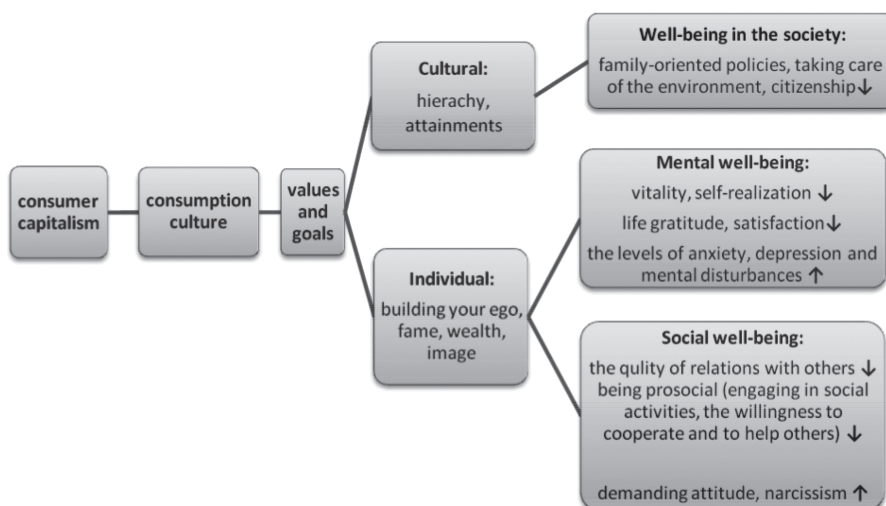 consumer
capitalism
consumption
culture
values
and
goals
Cultural:
hierachy,
attainments
Individual:
building your ego,
fame, wealth,
image
Well-being in the society:
family-oriented policies, taking care
of the environment, citizenship↓
Mental well-being:
vitality, self-realization ↓
life gratitude, satisfaction↓
the levels of anxiety, depression and
mental disturbances ↑
Social well-being:
the qulity of relations with others ↓
being prosocial (engaging in social
activities, the willingness to
cooperate and to help others) ↓
demanding attitude, narcissism ↑